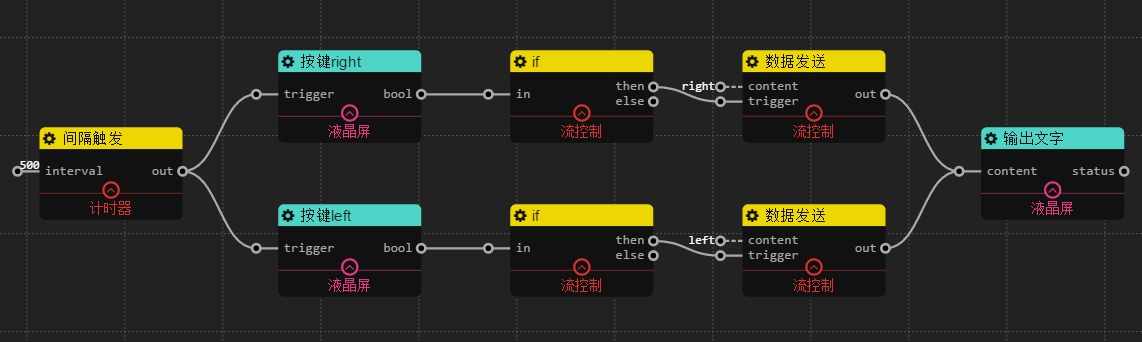 按键right
trigger
bool
液晶屏
if
in
then
else
流控制
数据发送
right
content
trigger
out
流控制
间隔触发
500
interval
out
计时器
输出文字
content
status
液晶屏
按键left
trigger
bool
液晶屏
if
in
then
else
流控制
数据发送
left
content
trigger
out
流控制